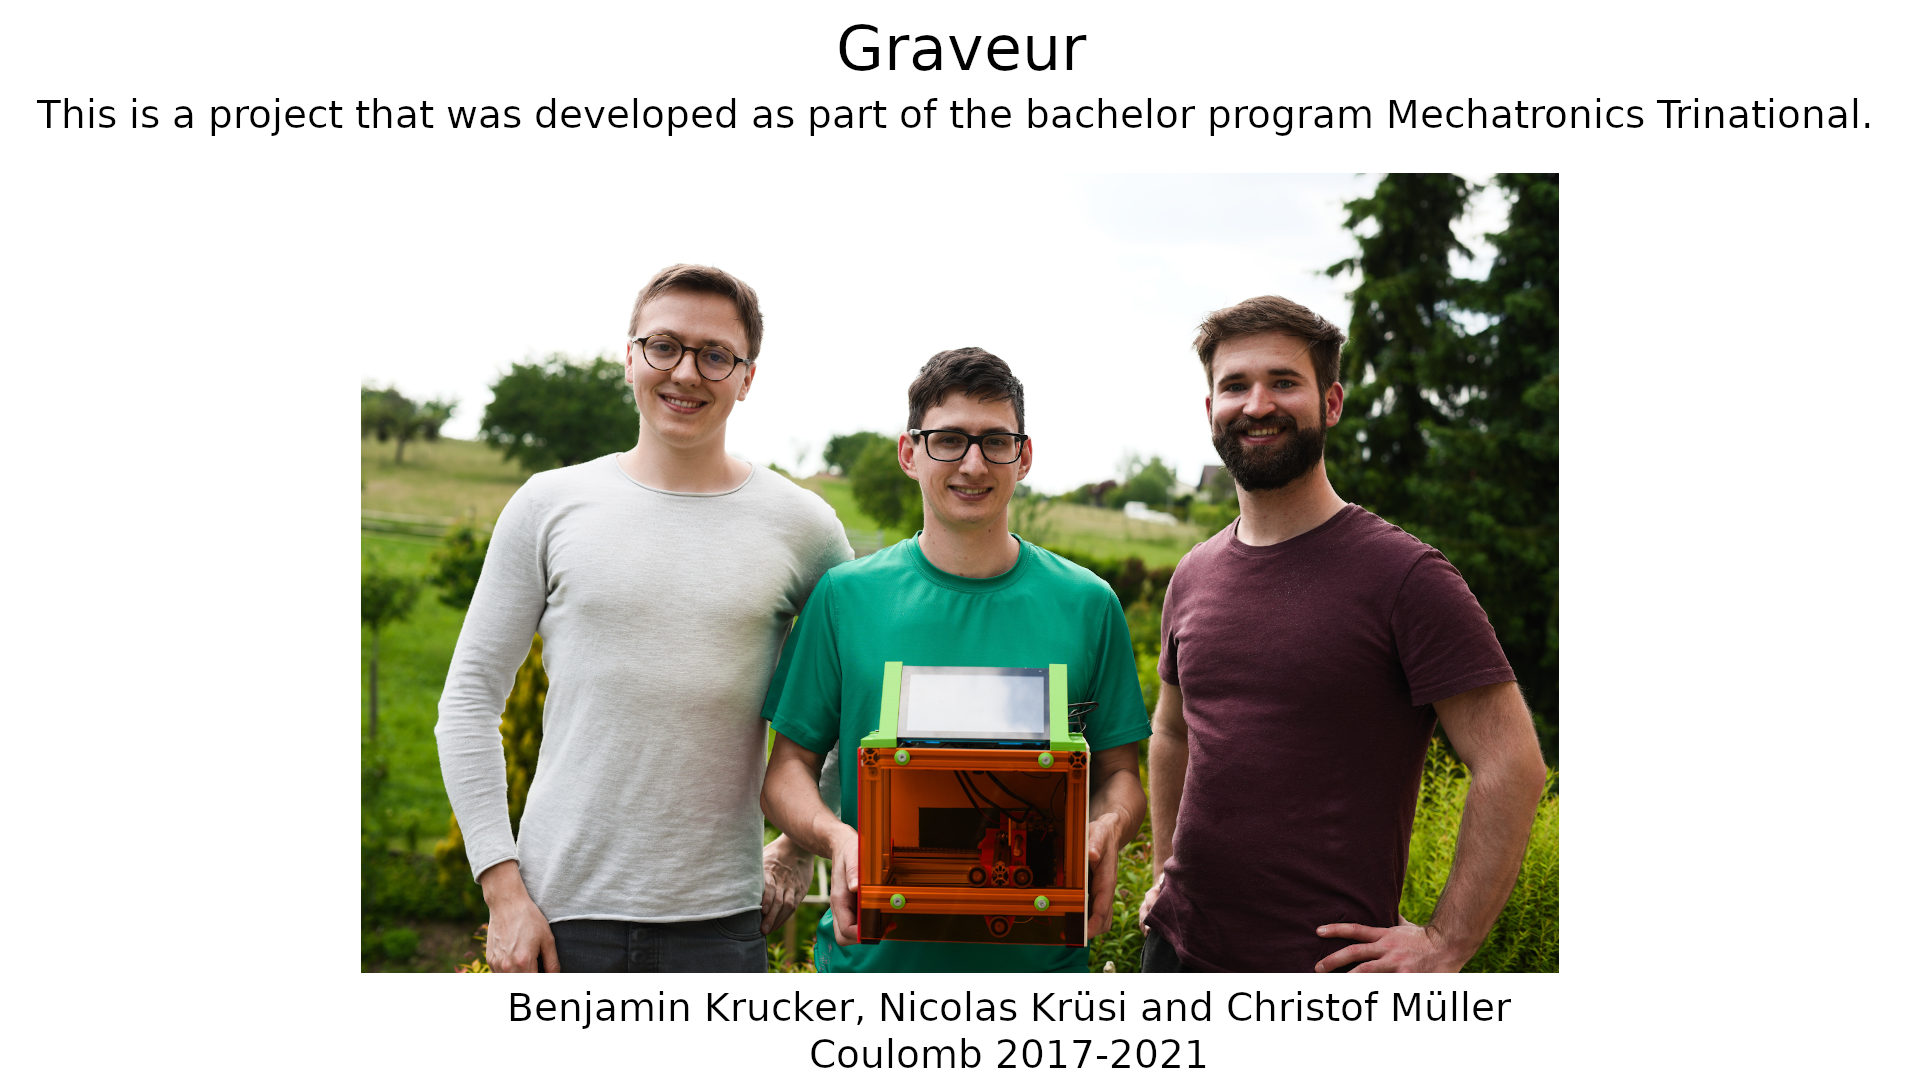 Graveur
This is a project that was developed as part of the bachelor program Mechatronics Trinational.
Benjamin Krucker, Nicolas Krüsi and Christof Müller
Coulomb 2017-2021